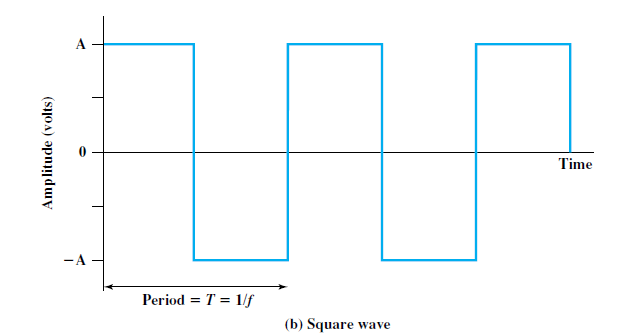 A
Amplitude (volts)
0
Time
−A
Period = T = 1/f
(b) Square wave